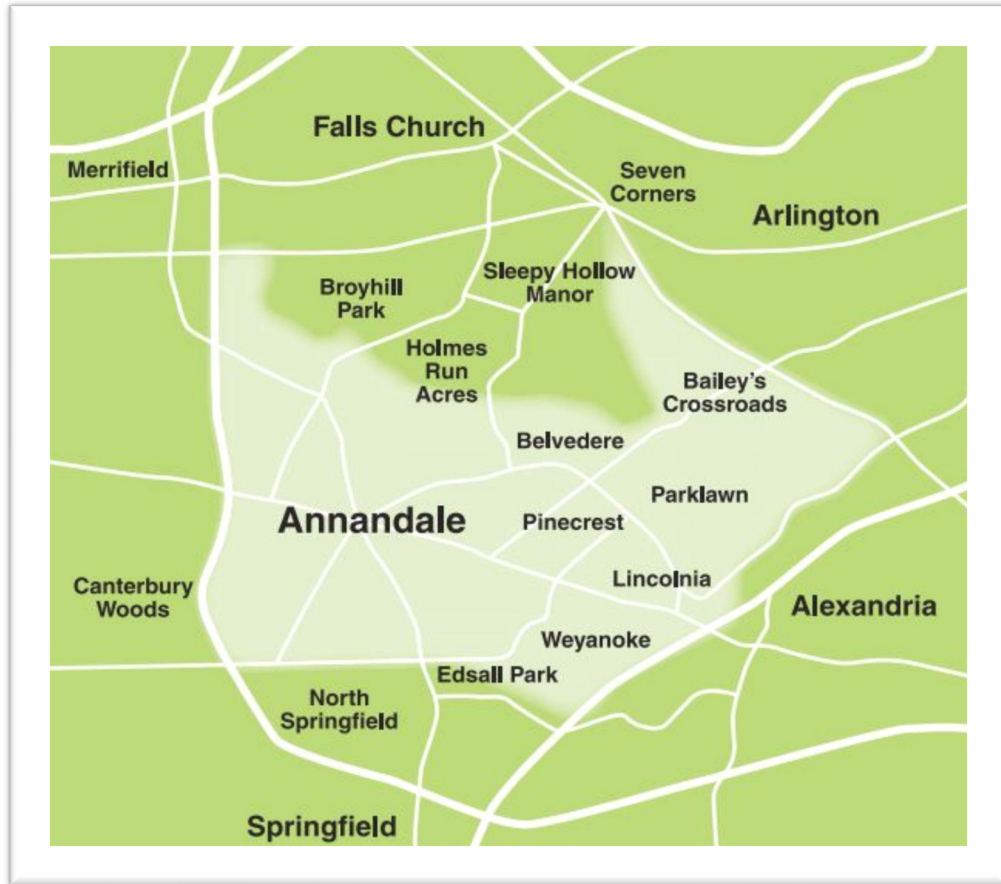 Falls Church
Merrifield
Seven
Corners
Arlington
Sleepy Hollow
Manor
Broyhill
Park
Holmes
Run
Acres
Bailey's
Crossroads
Belvedere
Parklawn
Annandale
Pinecrest
Lincolnia
Canterbury
Woods
Alexandria
Weyanoke
Edsall Park
North
Springfield
Springfield